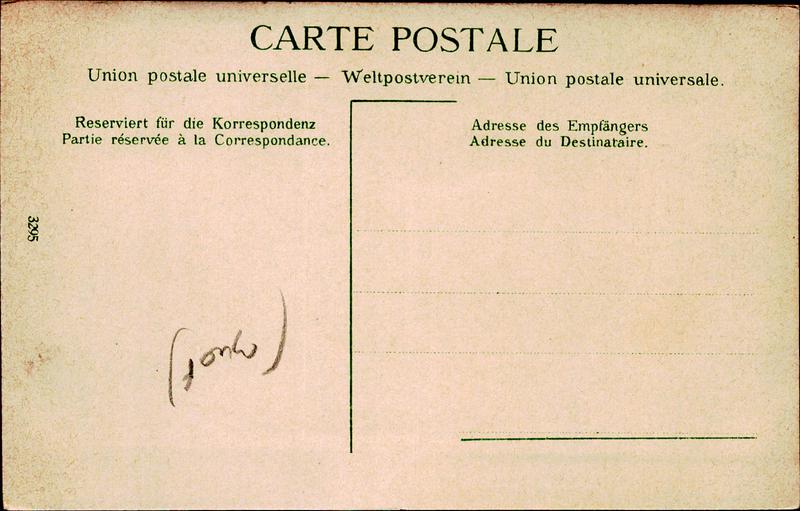 CARTE POSTALE
Union postale universelle — Weltpostverein — Union postale universale.
Reserviert für die Korrespondenz
Partie réservée à la Correspondance.
Adresse des Empfängers
Adresse du Destinataire.
3295